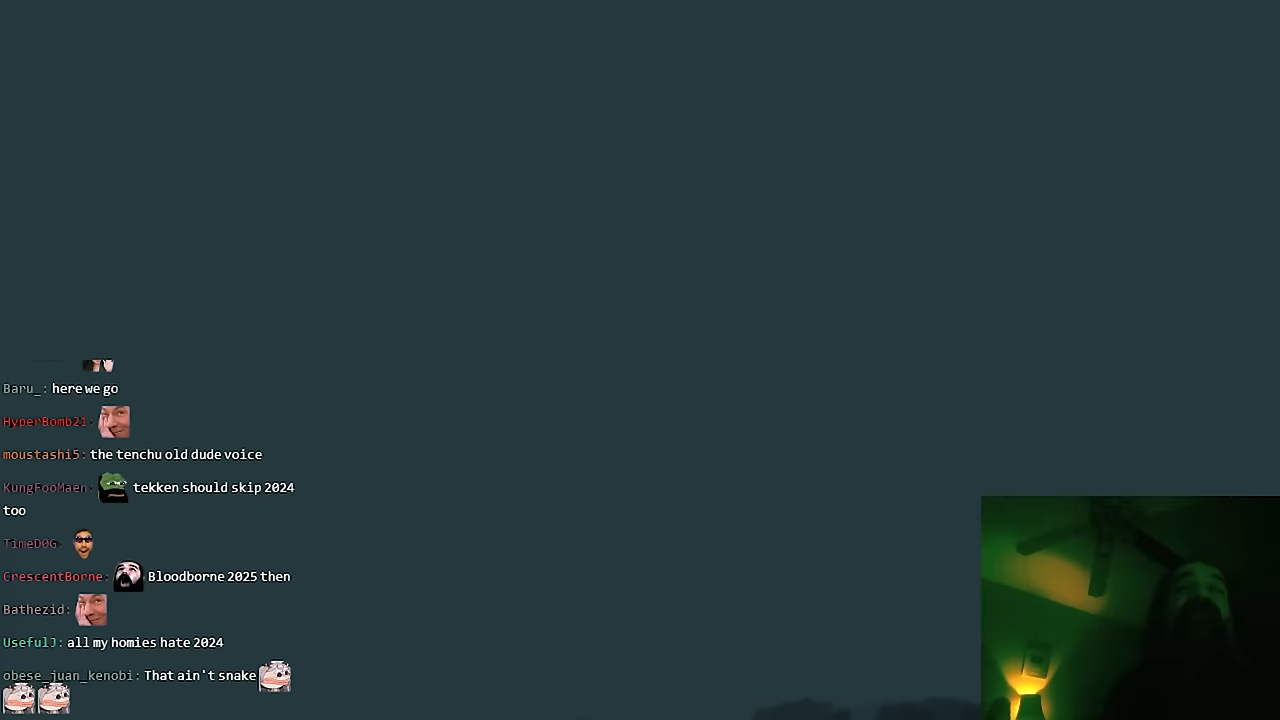 Baru_: here we go
HyperBomb21:
moustashi5: the tenchu old dude voice
KungFooMaen: tekken should skip 2024
too
TimeD0G
CrescentBorne: Bloodborne 2025 then
Bathezid:
UsefulJ: all my homies hate 2024
obese_juan_kenobi: That ain't snake